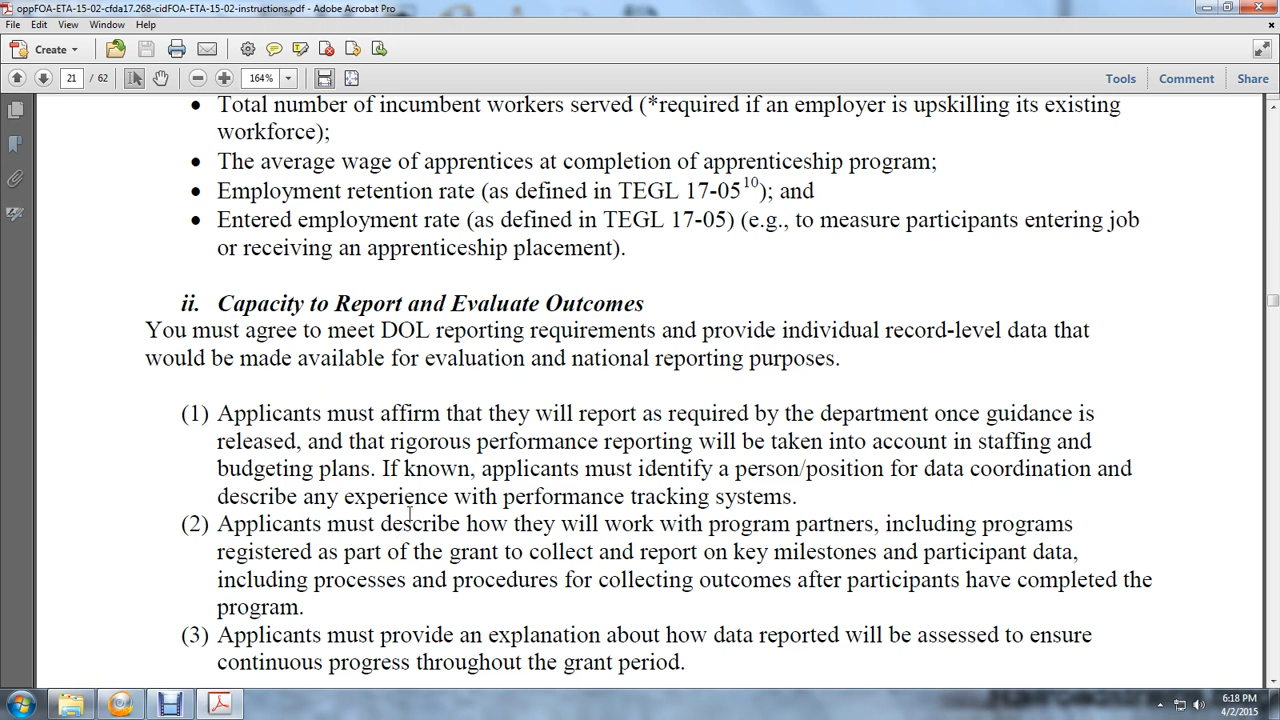 oppFOA-ETA-15-02-cfda17.268-cidFOA-ETA-15-02-instructions.pdf - Adobe Acrobat Pro
File Edit View Window Help
Create
21 / 62 164% Tools Comment Share
• Total number of incumbent workers served (*required if an employer is upskilling its existing
workforce);
• The average wage of apprentices at completion of apprenticeship program;
• Employment retention rate (as defined in TEGL 17-05¹⁰); and
• Entered employment rate (as defined in TEGL 17-05) (e.g., to measure participants entering job
or receiving an apprenticeship placement).
ii. Capacity to Report and Evaluate Outcomes
You must agree to meet DOL reporting requirements and provide individual record-level data that
would be made available for evaluation and national reporting purposes.
(1) Applicants must affirm that they will report as required by the department once guidance is
released, and that rigorous performance reporting will be taken into account in staffing and
budgeting plans. If known, applicants must identify a person/position for data coordination and
describe any experience with performance tracking systems.
(2) Applicants must describe how they will work with program partners, including programs
registered as part of the grant to collect and report on key milestones and participant data,
including processes and procedures for collecting outcomes after participants have completed the
program.
(3) Applicants must provide an explanation about how data reported will be assessed to ensure
continuous progress throughout the grant period.
6:18 PM
4/2/2015